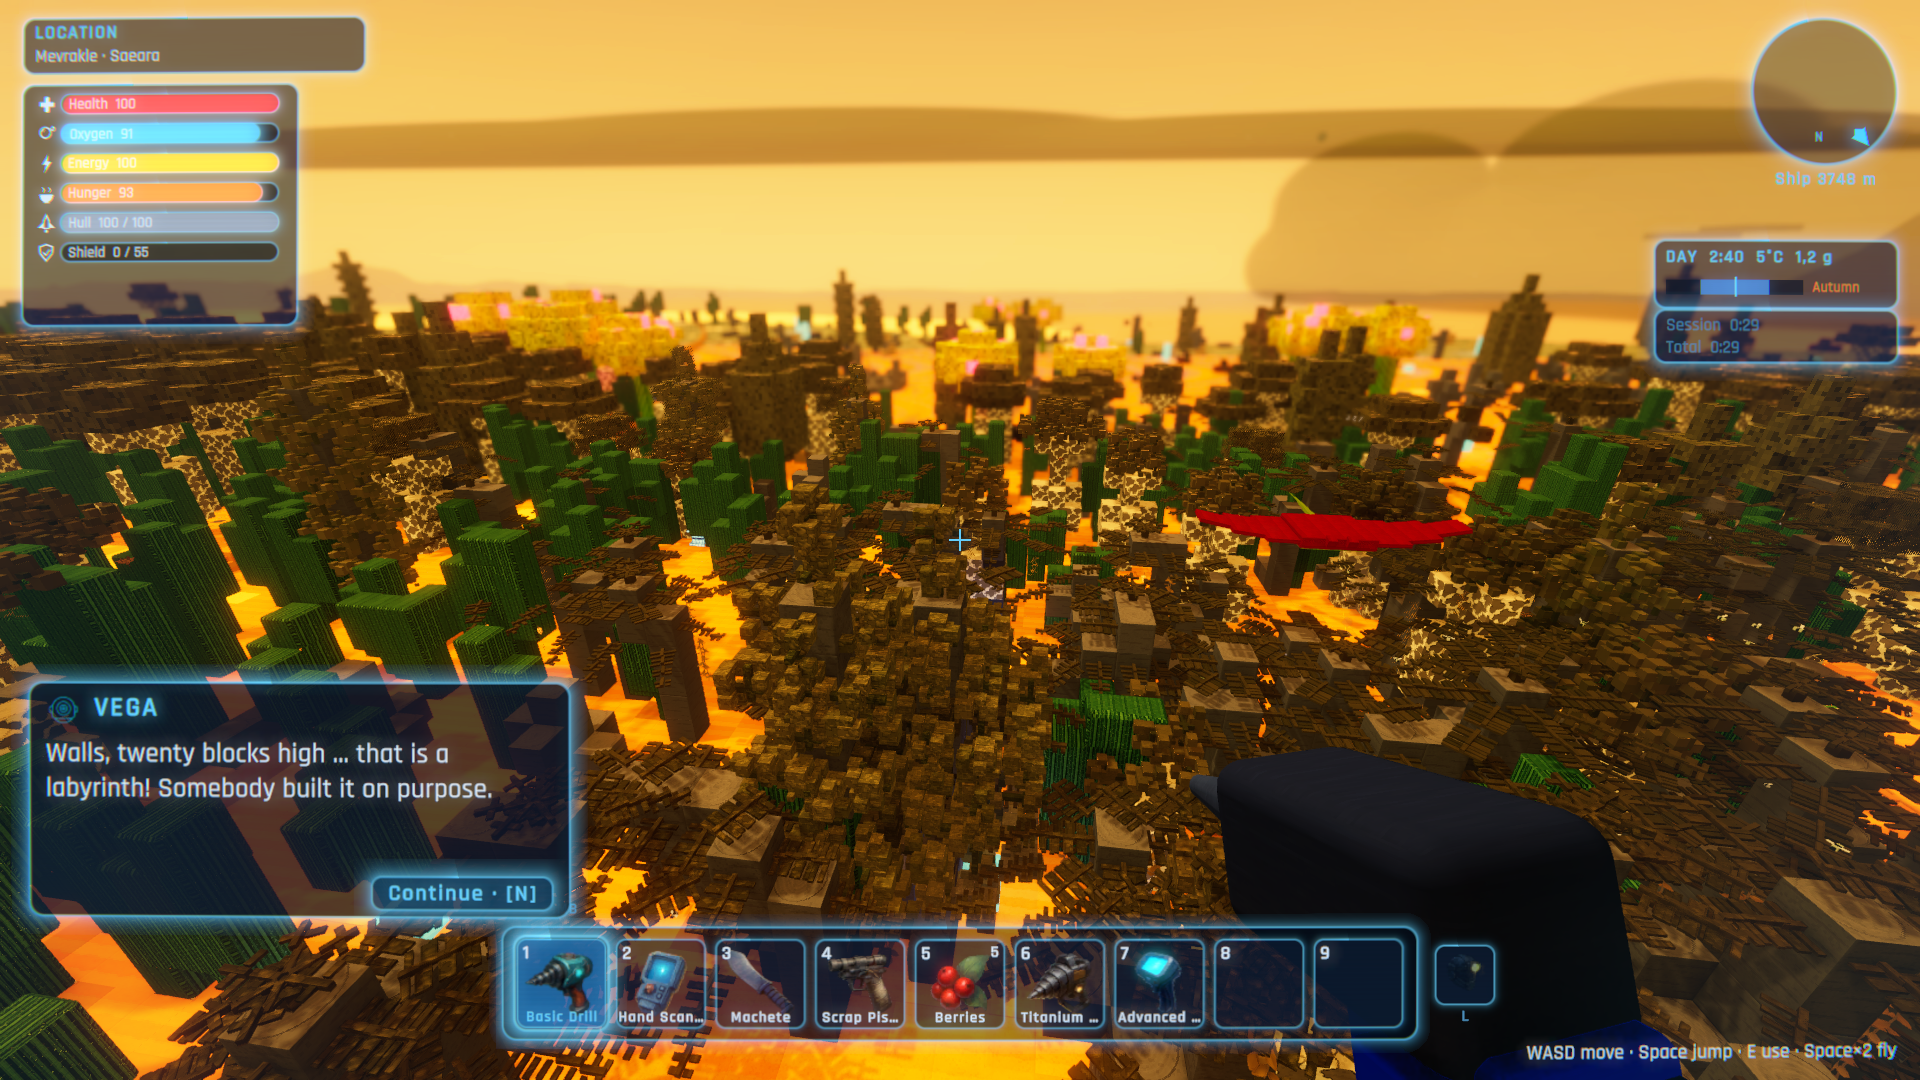 LOCATION
Mevrakle · Saeara
Health 100
Oxygen 91
Energy 100
Hunger 93
Hull 100 / 100
Shield 0 / 55
N
Ship 3748 m
DAY 2:40 5°C 1,2 g
Autumn
Session 0:29
Total 0:29
VEGA
Walls, twenty blocks high ... that is a
labyrinth! Somebody built it on purpose.
Continue · [N]
1 Basic Drill
2 Hand Scan...
3 Machete
4 Scrap Pis...
5 5 Berries
6 Titanium ...
7 Advanced ...
8
9
L
WASD move · Space jump · E use · Space×2 fly